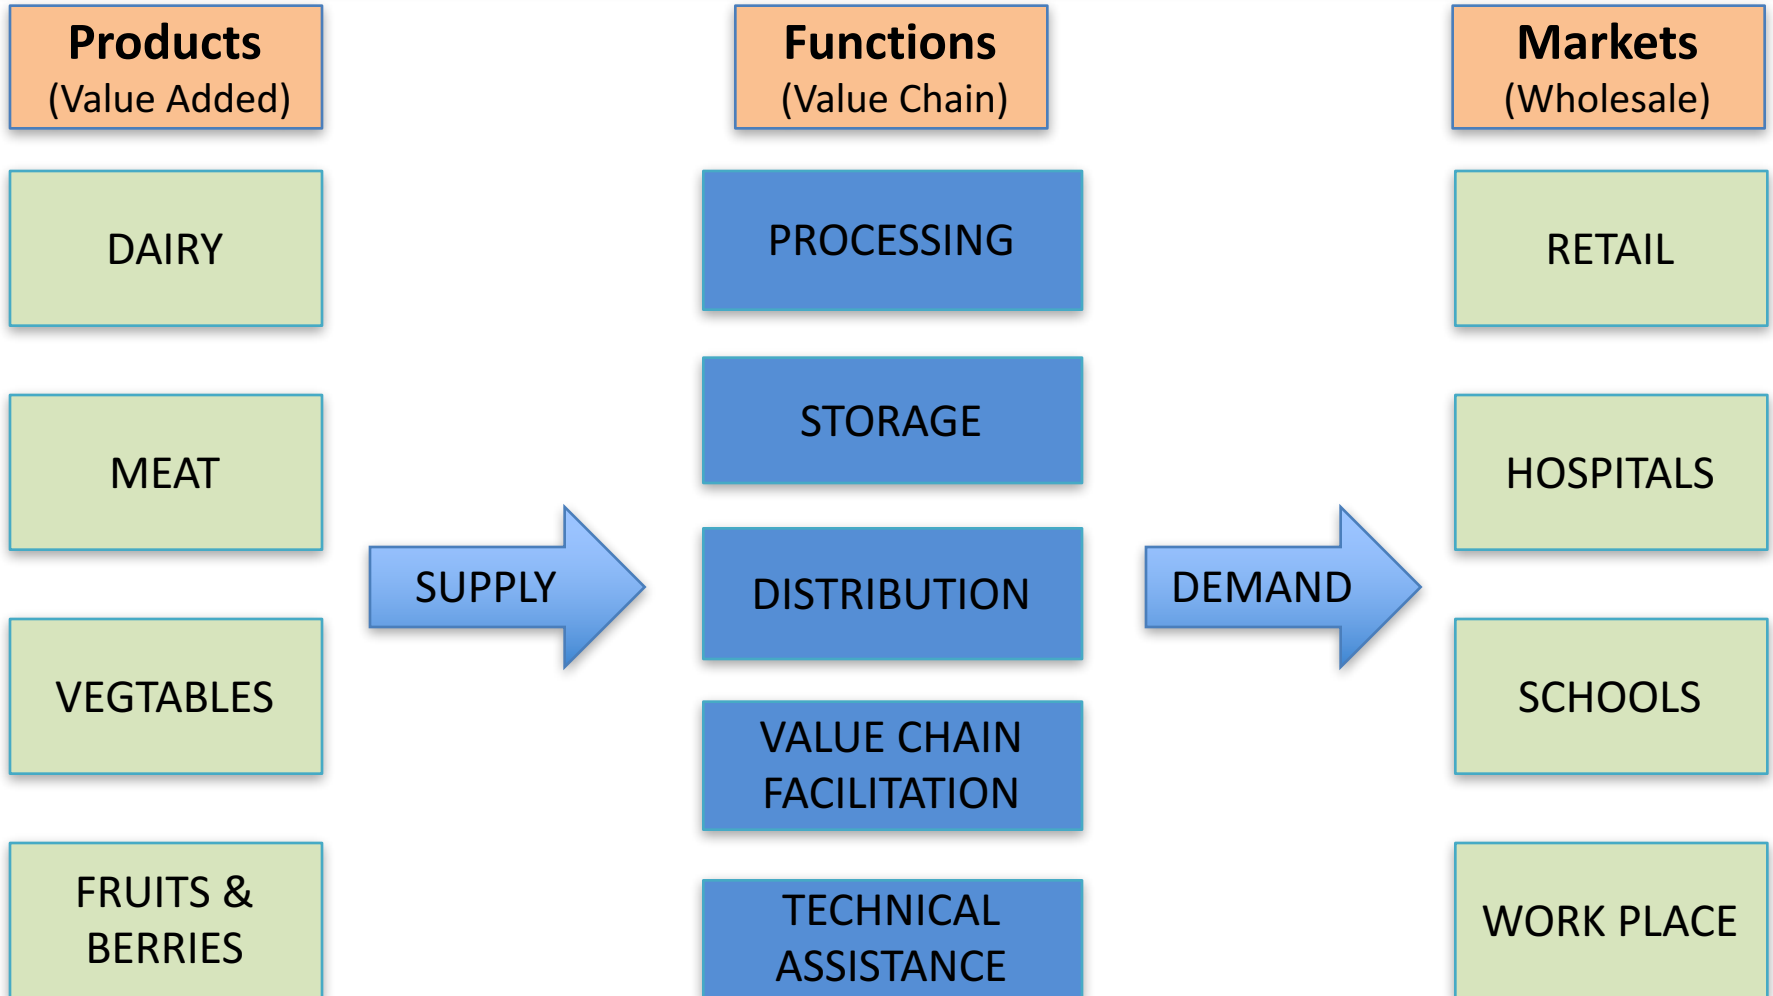 Products
(Value Added)
DAIRY
MEAT
VEGTABLES
FRUITS &
BERRIES
SUPPLY
Functions
(Value Chain)
PROCESSING
STORAGE
DISTRIBUTION
VALUE CHAIN
FACILITATION
TECHNICAL
ASSISTANCE
DEMAND
Markets
(Wholesale)
RETAIL
HOSPITALS
SCHOOLS
WORK PLACE